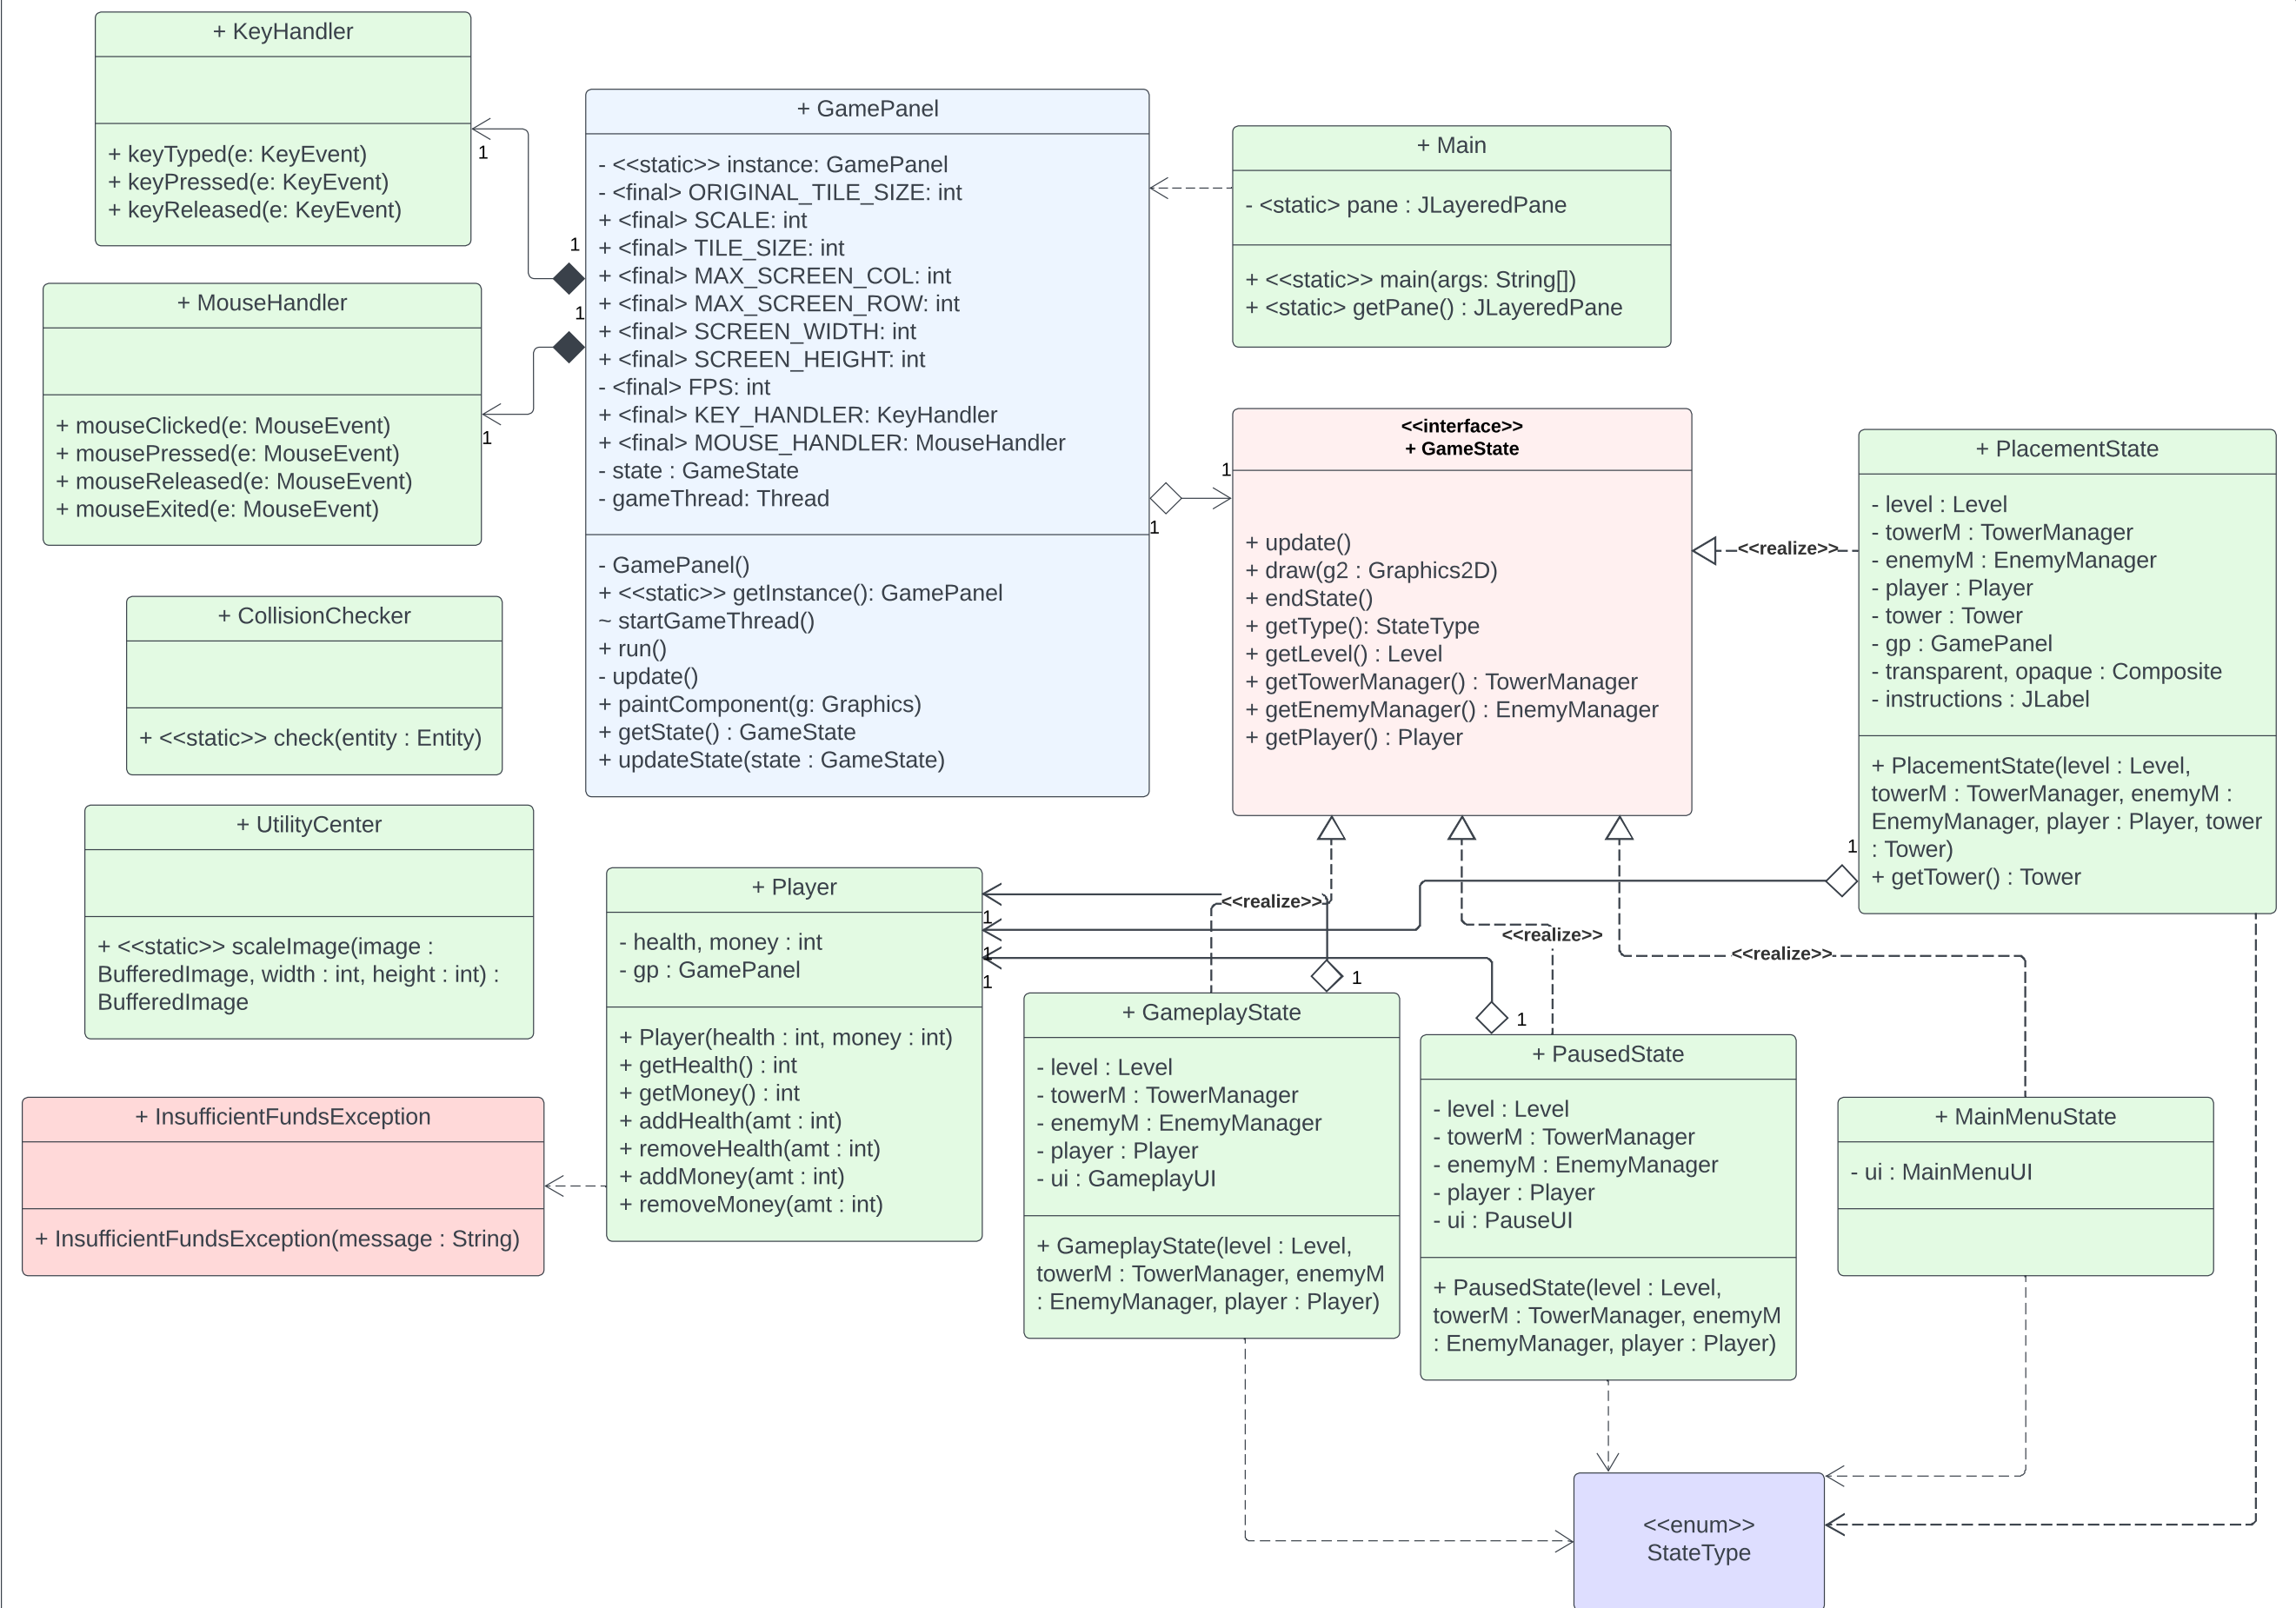 + KeyHandler
+ keyTyped(e: KeyEvent)
+ keyPressed(e: KeyEvent)
+ keyReleased(e: KeyEvent)
1
1
+ MouseHandler
+ mouseClicked(e: MouseEvent)
+ mousePressed(e: MouseEvent)
+ mouseReleased(e: MouseEvent)
+ mouseExited(e: MouseEvent)
1
1
+ CollisionChecker
+ <<static>> check(entity : Entity)
+ UtilityCenter
+ <<static>> scaleImage(image :
BufferedImage, width : int, height : int) :
BufferedImage
+ InsufficientFundsException
+ InsufficientFundsException(message : String)
+ GamePanel
- <<static>> instance: GamePanel
- <final> ORIGINAL_TILE_SIZE: int
+ <final> SCALE: int
+ <final> TILE_SIZE: int
+ <final> MAX_SCREEN_COL: int
+ <final> MAX_SCREEN_ROW: int
+ <final> SCREEN_WIDTH: int
+ <final> SCREEN_HEIGHT: int
- <final> FPS: int
+ <final> KEY_HANDLER: KeyHandler
+ <final> MOUSE_HANDLER: MouseHandler
- state : GameState
- gameThread: Thread
- GamePanel()
+ <<static>> getInstance(): GamePanel
~ startGameThread()
+ run()
- update()
+ paintComponent(g: Graphics)
+ getState() : GameState
+ updateState(state : GameState)
1
1
+ Main
- <static> pane : JLayeredPane
+ <<static>> main(args: String[])
+ <static> getPane() : JLayeredPane
<<interface>>
+ GameState
+ update()
+ draw(g2 : Graphics2D)
+ endState()
+ getType(): StateType
+ getLevel() : Level
+ getTowerManager() : TowerManager
+ getEnemyManager() : EnemyManager
+ getPlayer() : Player
<<realize>>
+ PlacementState
- level : Level
- towerM : TowerManager
- enemyM : EnemyManager
- player : Player
- tower : Tower
- gp : GamePanel
- transparent, opaque : Composite
- instructions : JLabel
+ PlacementState(level : Level,
towerM : TowerManager, enemyM :
EnemyManager, player : Player, tower
: Tower)
+ getTower() : Tower
1
+ Player
- health, money : int
- gp : GamePanel
+ Player(health : int, money : int)
+ getHealth() : int
+ getMoney() : int
+ addHealth(amt : int)
+ removeHealth(amt : int)
+ addMoney(amt : int)
+ removeMoney(amt : int)
1
1
1
<<realize>>
1
+ GameplayState
- level : Level
- towerM : TowerManager
- enemyM : EnemyManager
- player : Player
- ui : GameplayUI
+ GameplayState(level : Level,
towerM : TowerManager, enemyM
: EnemyManager, player : Player)
<<realize>>
1
+ PausedState
- level : Level
- towerM : TowerManager
- enemyM : EnemyManager
- player : Player
- ui : PauseUI
+ PausedState(level : Level,
towerM : TowerManager, enemyM
: EnemyManager, player : Player)
<<realize>>
+ MainMenuState
- ui : MainMenuUI
<<enum>>
StateType